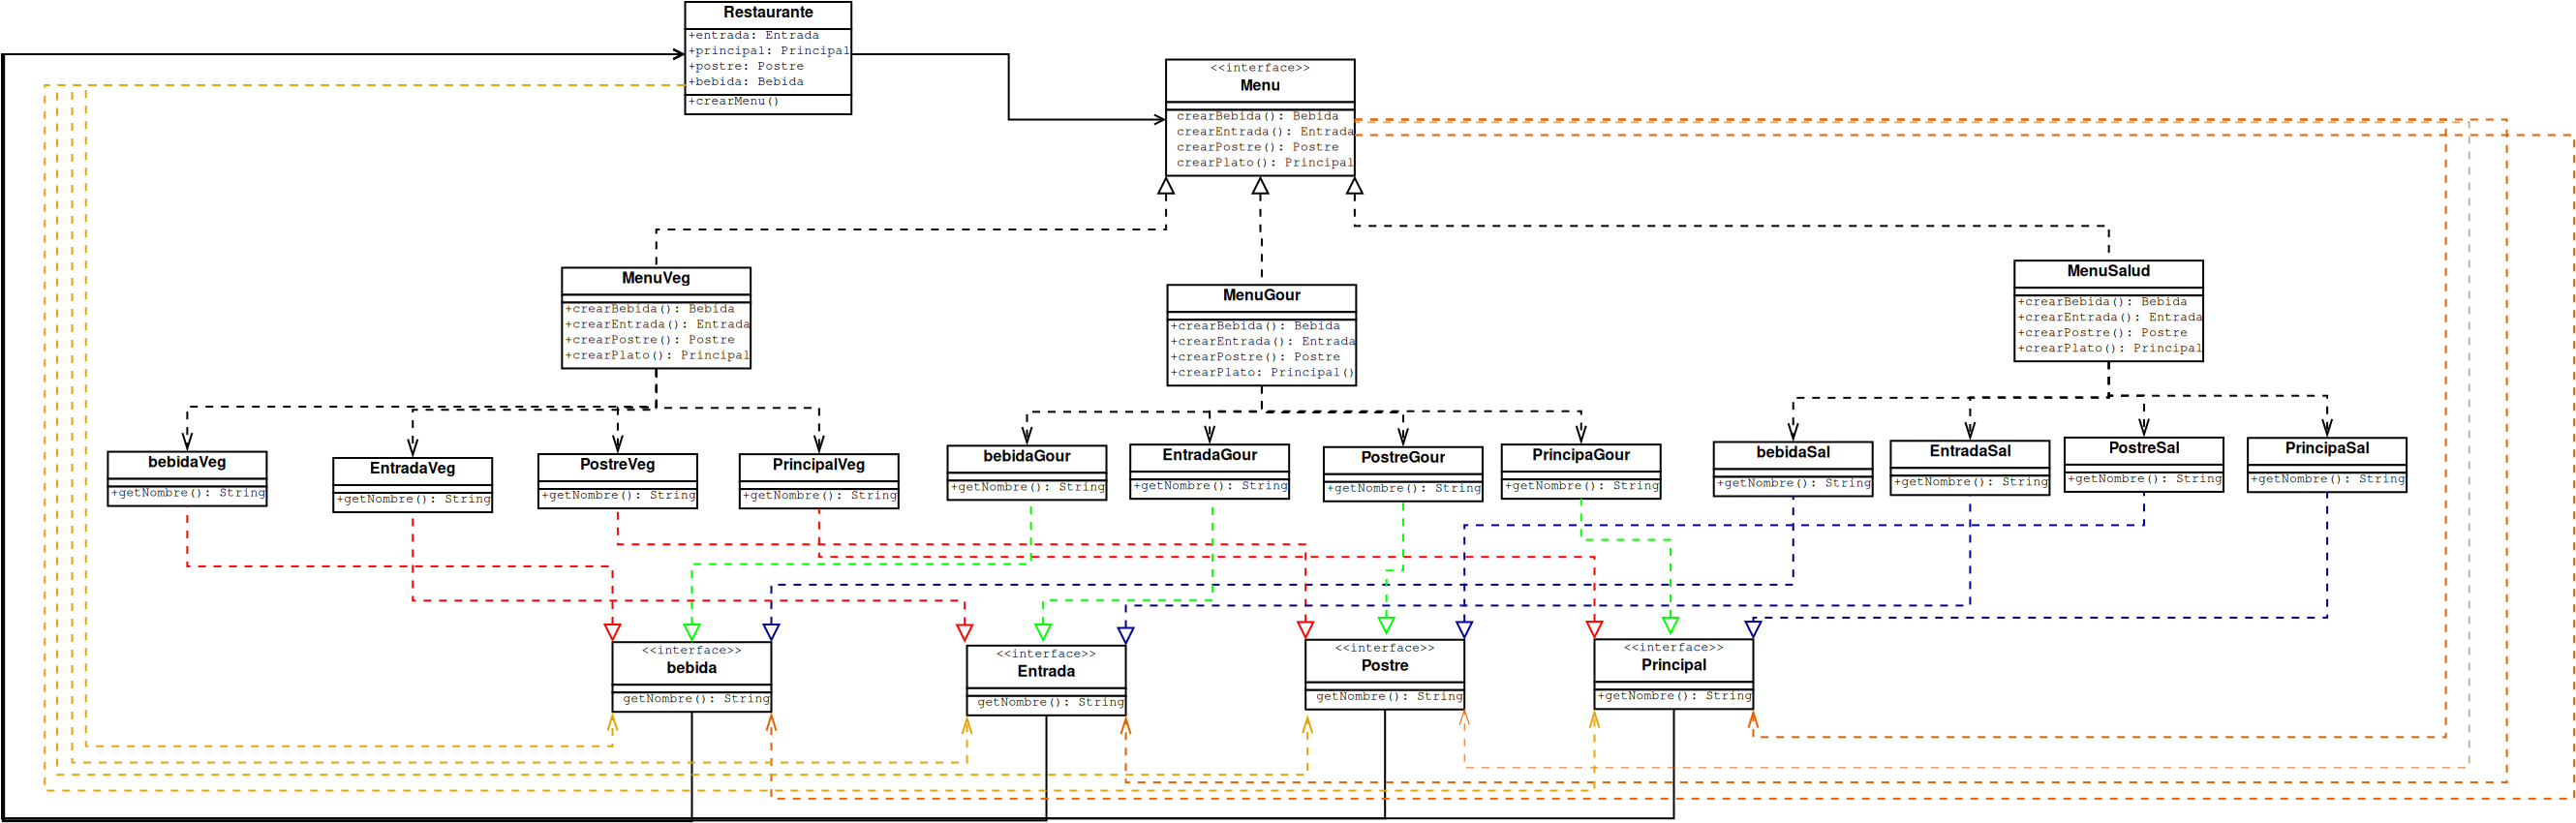 Restaurante
+entrada: Entrada
+principal: Principal
+postre: Postre
+bebida: Bebida
+crearMenu()
<<interface>>
Menu
crearBebida(): Bebida
crearEntrada(): Entrada
crearPostre(): Postre
crearPlato(): Principal
MenuVeg
+crearBebida(): Bebida
+crearEntrada(): Entrada
+crearPostre(): Postre
+crearPlato(): Principal
MenuGour
+crearBebida(): Bebida
+crearEntrada(): Entrada
+crearPostre(): Postre
+crearPlato: Principal()
MenuSalud
+crearBebida(): Bebida
+crearEntrada(): Entrada
+crearPostre(): Postre
+crearPlato(): Principal
bebidaVeg
+getNombre(): String
EntradaVeg
+getNombre(): String
PostreVeg
+getNombre(): String
PrincipalVeg
+getNombre(): String
bebidaGour
+getNombre(): String
EntradaGour
+getNombre(): String
PostreGour
+getNombre(): String
PrincipaGour
+getNombre(): String
bebidaSal
+getNombre(): String
EntradaSal
+getNombre(): String
PostreSal
+getNombre(): String
PrincipaSal
+getNombre(): String
<<interface>>
bebida
getNombre(): String
<<interface>>
Entrada
getNombre(): String
<<interface>>
Postre
getNombre(): String
<<interface>>
Principal
+getNombre(): String